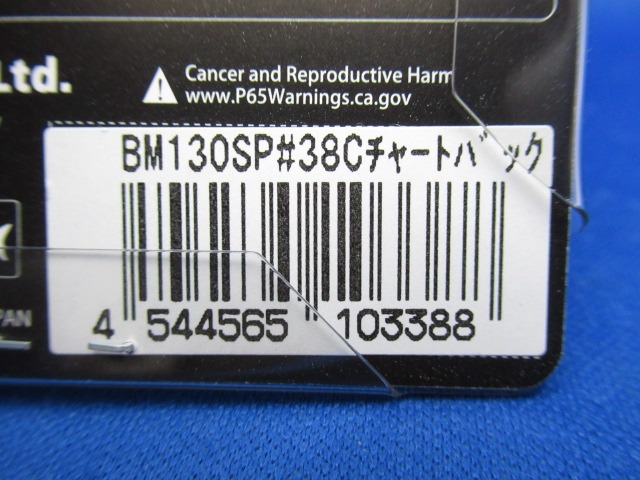 Ltd.
Cancer and Reproductive Harm
www.P65Warnings.ca.gov
BM130SP#38Cチャートバック
4 544565 103388
PAN